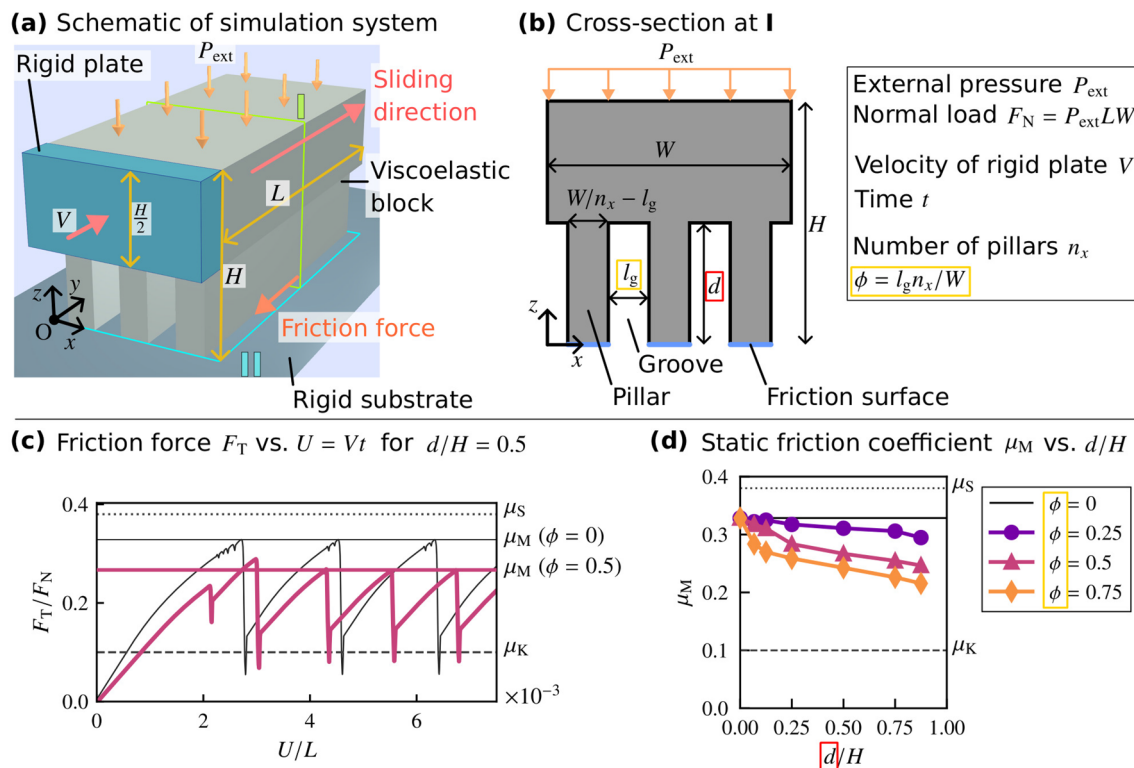 (a) Schematic of simulation system
Rigid plate
P_ext
Sliding direction
I
Viscoelastic block
L
V
H/2
H
z
y
O
x
Friction force
II
Rigid substrate
(b) Cross-section at I
P_ext
W
W/n_x − l_g
H
l_g
d
z
x
Groove
Pillar
Friction surface
External pressure P_ext
Normal load F_N = P_ext LW
Velocity of rigid plate V
Time t
Number of pillars n_x
ϕ = l_g n_x/W
(c) Friction force F_T vs. U = Vt for d/H = 0.5
0.4
0.2
0.0
F_T/F_N
μ_S
μ_M (ϕ = 0)
μ_M (ϕ = 0.5)
μ_K
×10⁻³
0 2 4 6
U/L
(d) Static friction coefficient μ_M vs. d/H
0.4
0.3
0.2
0.1
0.0
μ_M
μ_S
μ_K
0.00 0.25 0.50 0.75 1.00
d/H
ϕ = 0
ϕ = 0.25
ϕ = 0.5
ϕ = 0.75